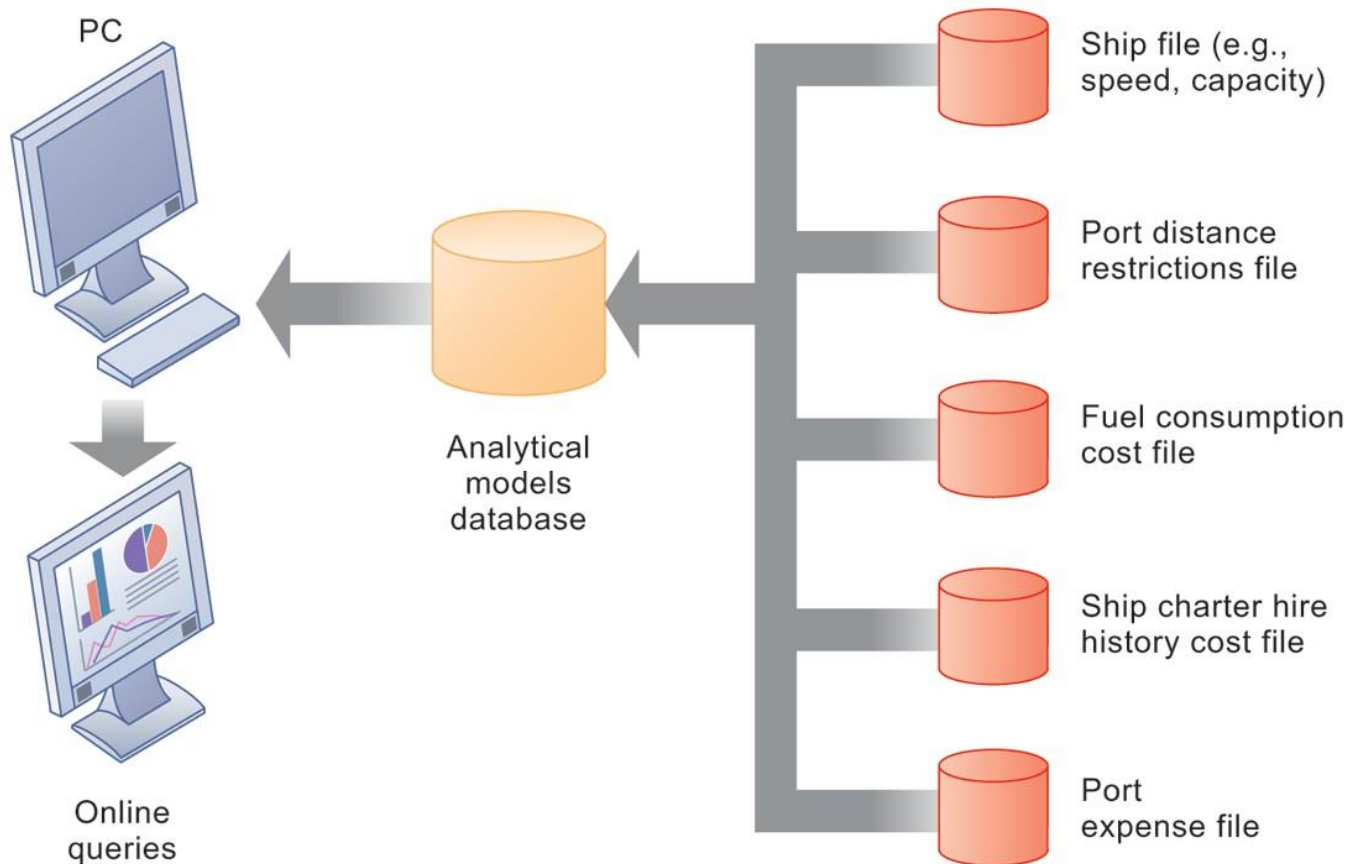 PC
Ship file (e.g.,
speed, capacity)
Port distance
restrictions file
Fuel consumption
cost file
Analytical
models
database
Ship charter hire
history cost file
Port
expense file
Online
queries